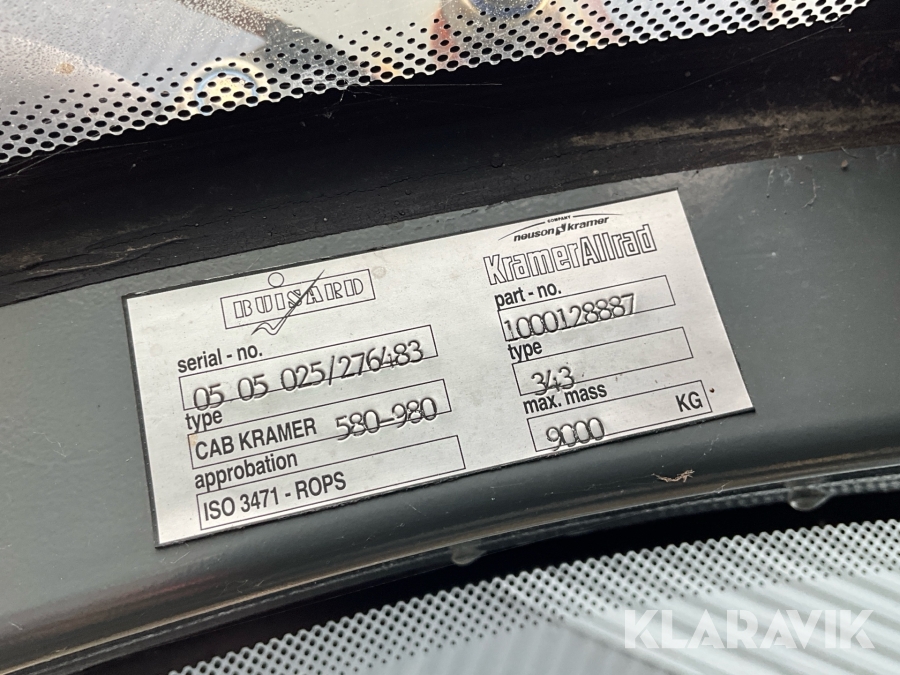 BUISARD
serial - no.
05 05 025/276483
type
CAB KRAMER 580-980
approbation
ISO 3471 - ROPS
COMPANY
neuson kramer
KramerAllrad
part - no.
1000128887
type
343
max. mass
9000 KG
KLARAVIK